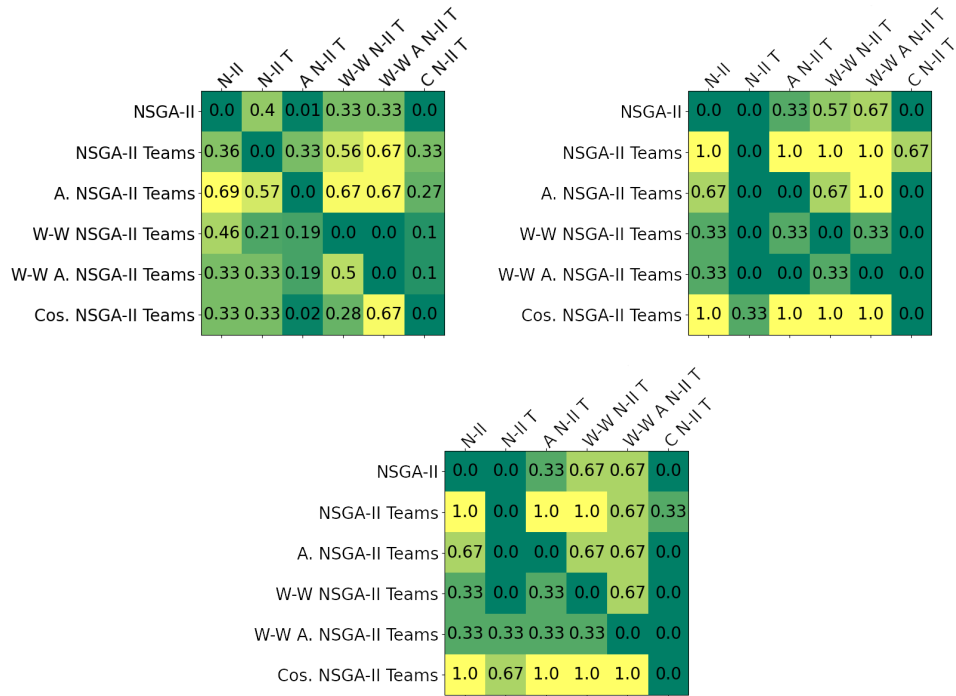 N-II N-II T A N-II T W-W N-II T W-W A N-II T C N-II T
NSGA-II 0.0 0.4 0.01 0.33 0.33 0.0
NSGA-II Teams 0.36 0.0 0.33 0.56 0.67 0.33
A. NSGA-II Teams 0.69 0.57 0.0 0.67 0.67 0.27
W-W NSGA-II Teams 0.46 0.21 0.19 0.0 0.0 0.1
W-W A. NSGA-II Teams 0.33 0.33 0.19 0.5 0.0 0.1
Cos. NSGA-II Teams 0.33 0.33 0.02 0.28 0.67 0.0
N-II N-II T A N-II T W-W N-II T W-W A N-II T C N-II T
NSGA-II 0.0 0.0 0.33 0.57 0.67 0.0
NSGA-II Teams 1.0 0.0 1.0 1.0 1.0 0.67
A. NSGA-II Teams 0.67 0.0 0.0 0.67 1.0 0.0
W-W NSGA-II Teams 0.33 0.0 0.33 0.0 0.33 0.0
W-W A. NSGA-II Teams 0.33 0.0 0.0 0.33 0.0 0.0
Cos. NSGA-II Teams 1.0 0.33 1.0 1.0 1.0 0.0
N-II N-II T A N-II T W-W N-II T W-W A N-II T C N-II T
NSGA-II 0.0 0.0 0.33 0.67 0.67 0.0
NSGA-II Teams 1.0 0.0 1.0 1.0 0.67 0.33
A. NSGA-II Teams 0.67 0.0 0.0 0.67 0.67 0.0
W-W NSGA-II Teams 0.33 0.0 0.33 0.0 0.67 0.0
W-W A. NSGA-II Teams 0.33 0.33 0.33 0.33 0.0 0.0
Cos. NSGA-II Teams 1.0 0.67 1.0 1.0 1.0 0.0